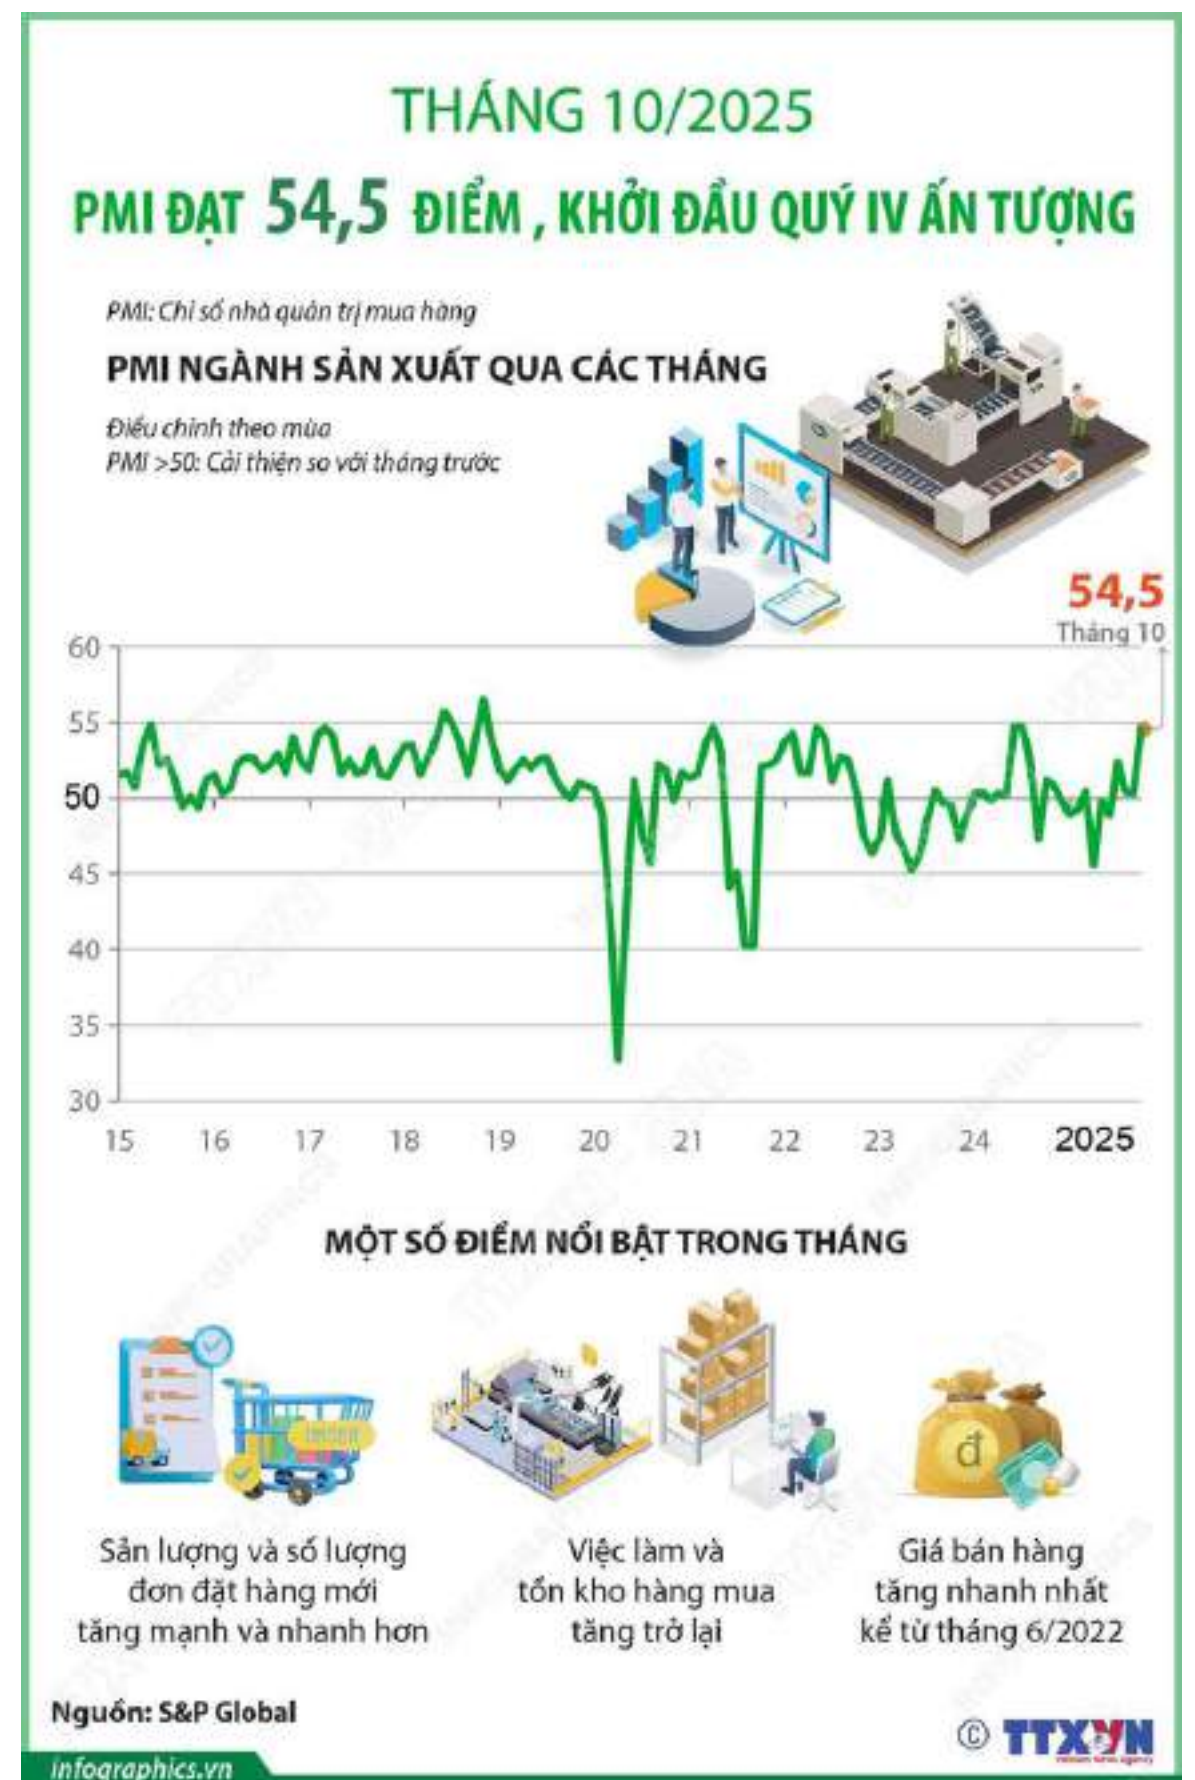 THÁNG 10/2025
PMI ĐẠT 54,5 ĐIỂM , KHỞI ĐẦU QUÝ IV ẤN TƯỢNG
PMI: Chỉ số nhà quản trị mua hàng
PMI NGÀNH SẢN XUẤT QUA CÁC THÁNG
Điều chỉnh theo mùa
PMI >50: Cải thiện so với tháng trước
54,5
Tháng 10
60
55
50
45
40
35
30
15 16 17 18 19 20 21 22 23 24 2025
MỘT SỐ ĐIỂM NỔI BẬT TRONG THÁNG
đ
Sản lượng và số lượng
đơn đặt hàng mới
tăng mạnh và nhanh hơn
Việc làm và
tồn kho hàng mua
tăng trở lại
Giá bán hàng
tăng nhanh nhất
kể từ tháng 6/2022
Nguồn: S&P Global
© TTXVN
Vietnam News Agency
infographics.vn